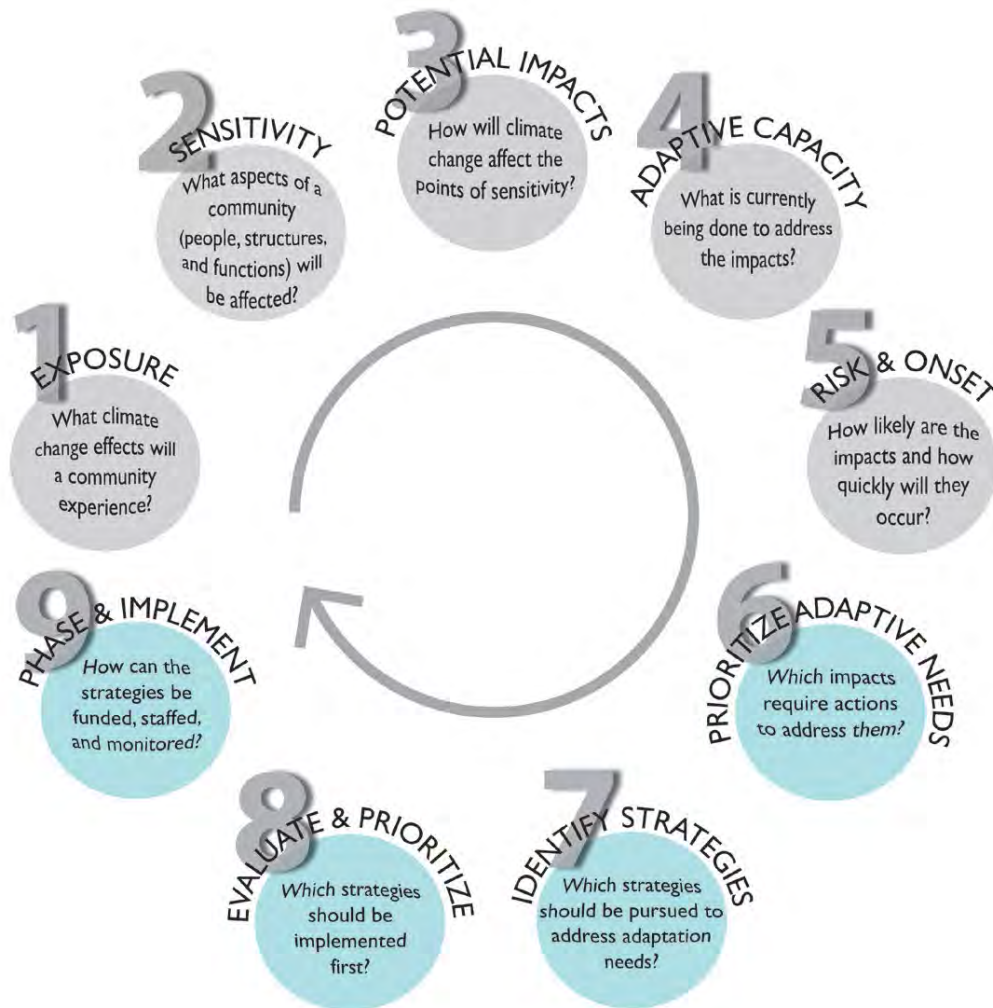 1
EXPOSURE
What climate
change effects will
a community
experience?
2
SENSITIVITY
What aspects of a
community
(people, structures,
and functions) will
be affected?
3
POTENTIAL IMPACTS
How will climate
change affect the
points of sensitivity?
4
ADAPTIVE CAPACITY
What is currently
being done to address
the impacts?
5
RISK & ONSET
How likely are the
impacts and how
quickly will they
occur?
6
PRIORITIZE ADAPTIVE NEEDS
Which impacts
require actions
to address them?
7
IDENTIFY STRATEGIES
Which strategies
should be pursued to
address adaptation
needs?
8
EVALUATE & PRIORITIZE
Which strategies
should be
implemented
first?
9
PHASE & IMPLEMENT
How can the
strategies be
funded, staffed,
and monitored?